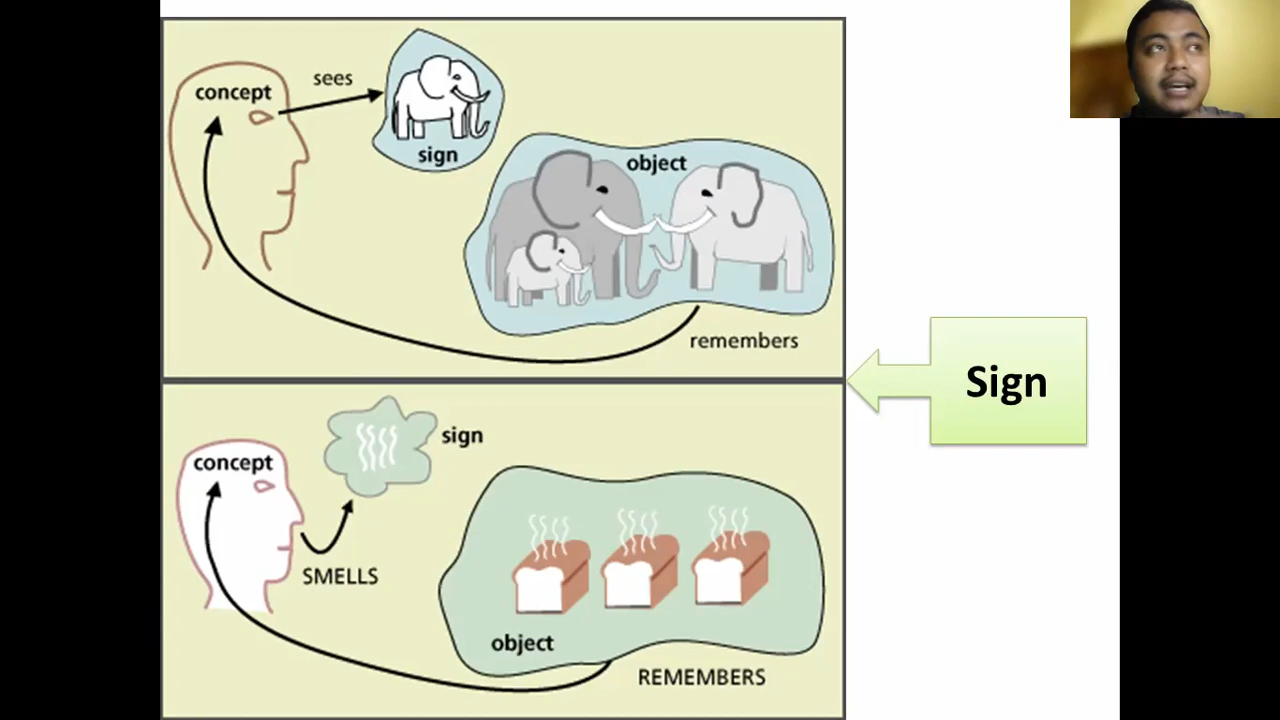 concept
sees
sign
object
remembers
concept
sign
SMELLS
object
REMEMBERS
Sign